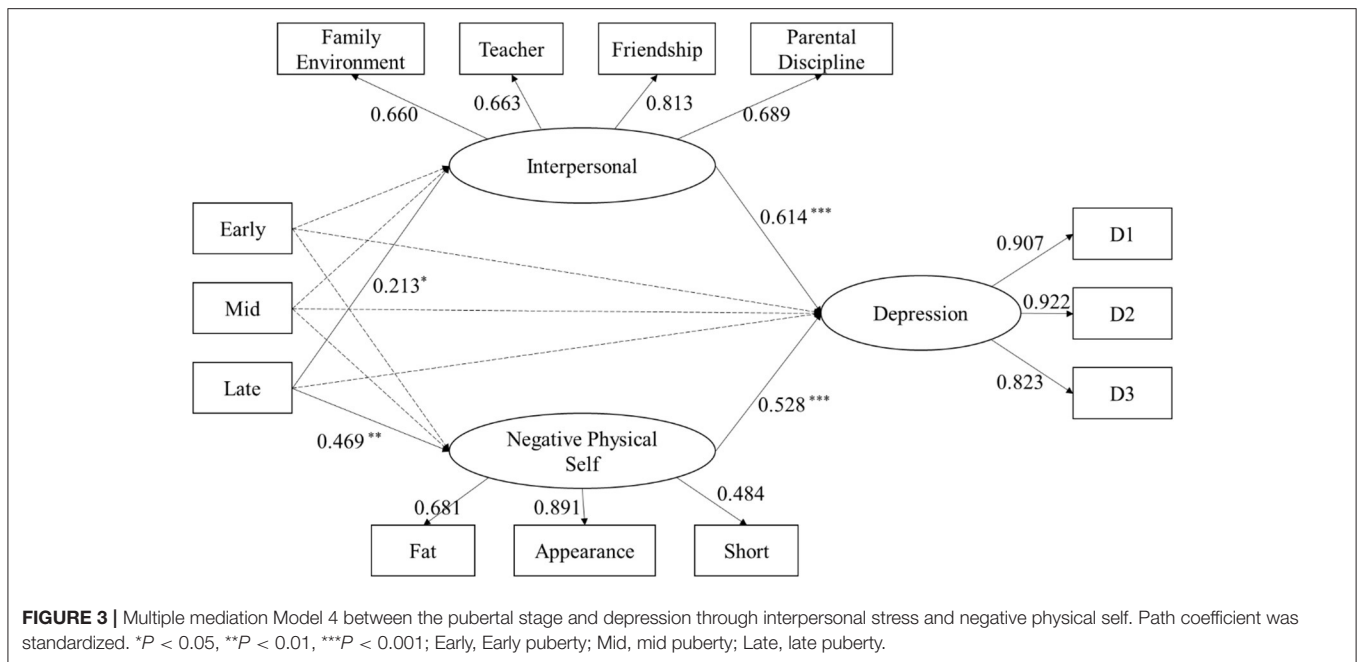 Family
Environment
Teacher
Friendship
Parental
Discipline
0.660
0.663
0.813
0.689
Interpersonal
Early
Mid
Late
0.213*
0.614***
0.469**
0.528***
Depression
0.907
0.922
0.823
D1
D2
D3
Negative Physical
Self
0.681
0.891
0.484
Fat
Appearance
Short
FIGURE 3 | Multiple mediation Model 4 between the pubertal stage and depression through interpersonal stress and negative physical self. Path coefficient was
standardized. *P < 0.05, **P < 0.01, ***P < 0.001; Early, Early puberty; Mid, mid puberty; Late, late puberty.